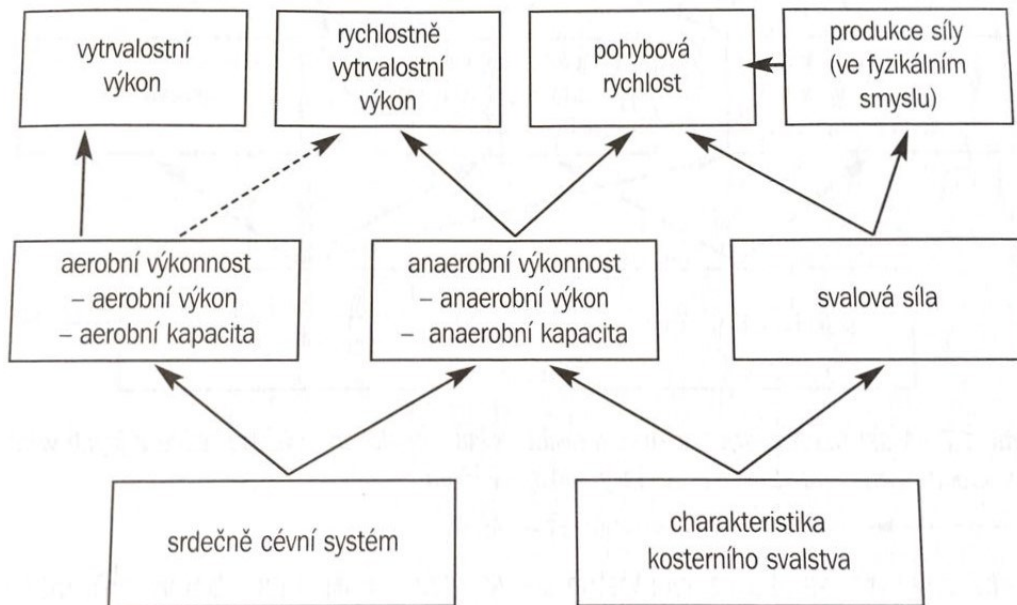 vytrvalostní
výkon
rychlostně
vytrvalostní
výkon
pohybová
rychlost
produkce síly
(ve fyzikálním
smyslu)
aerobní výkonnost
– aerobní výkon
– aerobní kapacita
anaerobní výkonnost
– anaerobní výkon
– anaerobní kapacita
svalová síla
srdečně cévní systém
charakteristika
kosterního svalstva